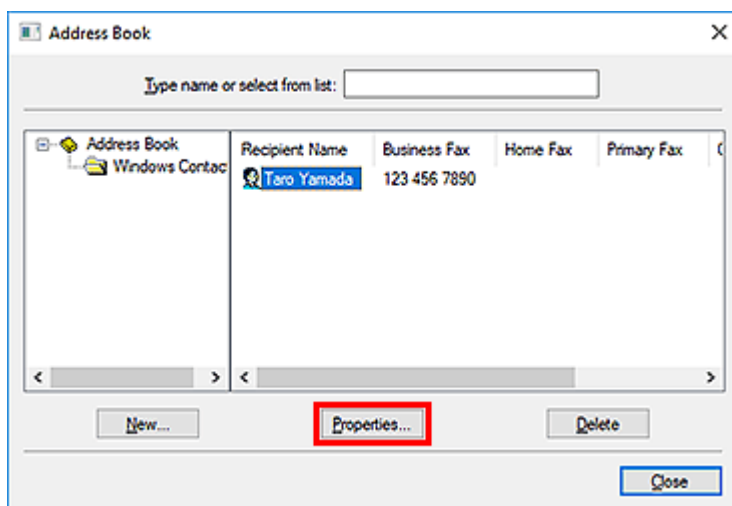 Address Book
Type name or select from list:
Address Book
Windows Contac
Recipient Name Business Fax Home Fax Primary Fax
Taro Yamada 123 456 7890
New... Properties... Delete
Close